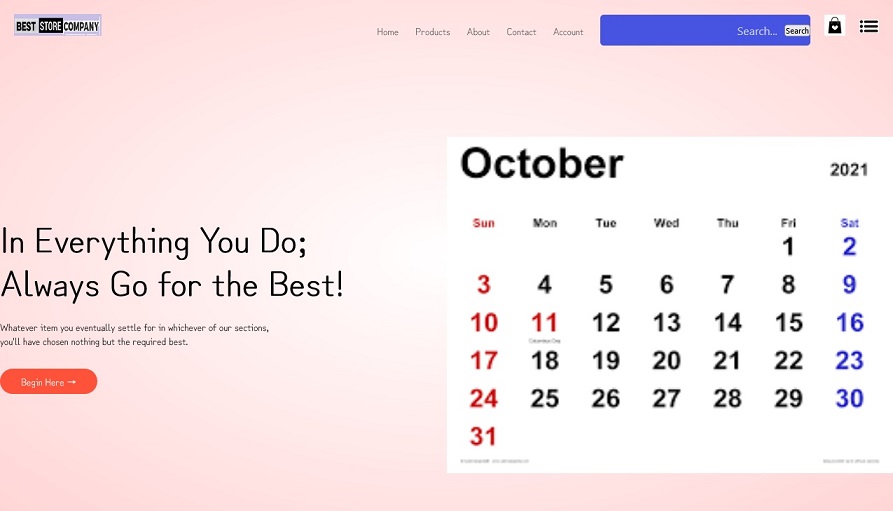 BEST STORE COMPANY
Home Products About Contact Account
Search...
Search
In Everything You Do;
Always Go for the Best!
Whatever item you eventually settle for in whichever of our sections,
you'll have chosen nothing but the required best.
Begin Here →
October 2021
Sun Mon Tue Wed Thu Fri Sat
1 2
3 4 5 6 7 8 9
10 11 12 13 14 15 16
Columbus Day
17 18 19 20 21 22 23
24 25 26 27 28 29 30
31